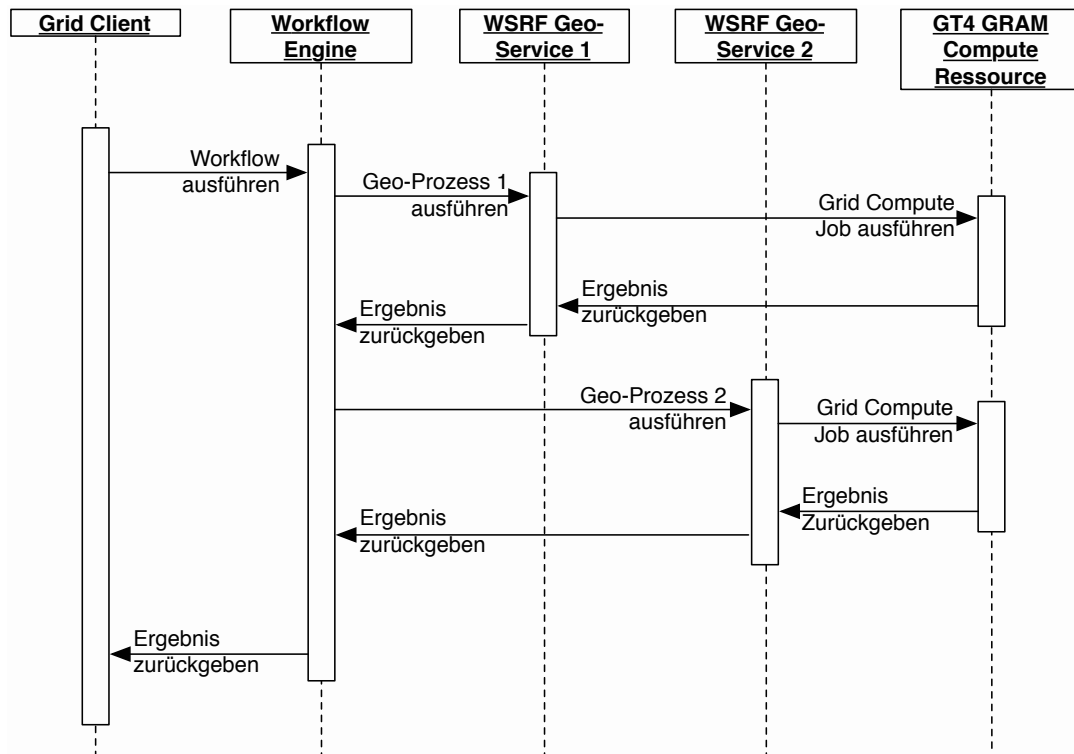 Grid Client
Workflow
Engine
WSRF Geo-
Service 1
WSRF Geo-
Service 2
GT4 GRAM
Compute
Ressource
Workflow
ausführen
Geo-Prozess 1
ausführen
Grid Compute
Job ausführen
Ergebnis
zurückgeben
Ergebnis
zurückgeben
Geo-Prozess 2
ausführen
Grid Compute
Job ausführen
Ergebnis
Zurückgeben
Ergebnis
zurückgeben
Ergebnis
zurückgeben